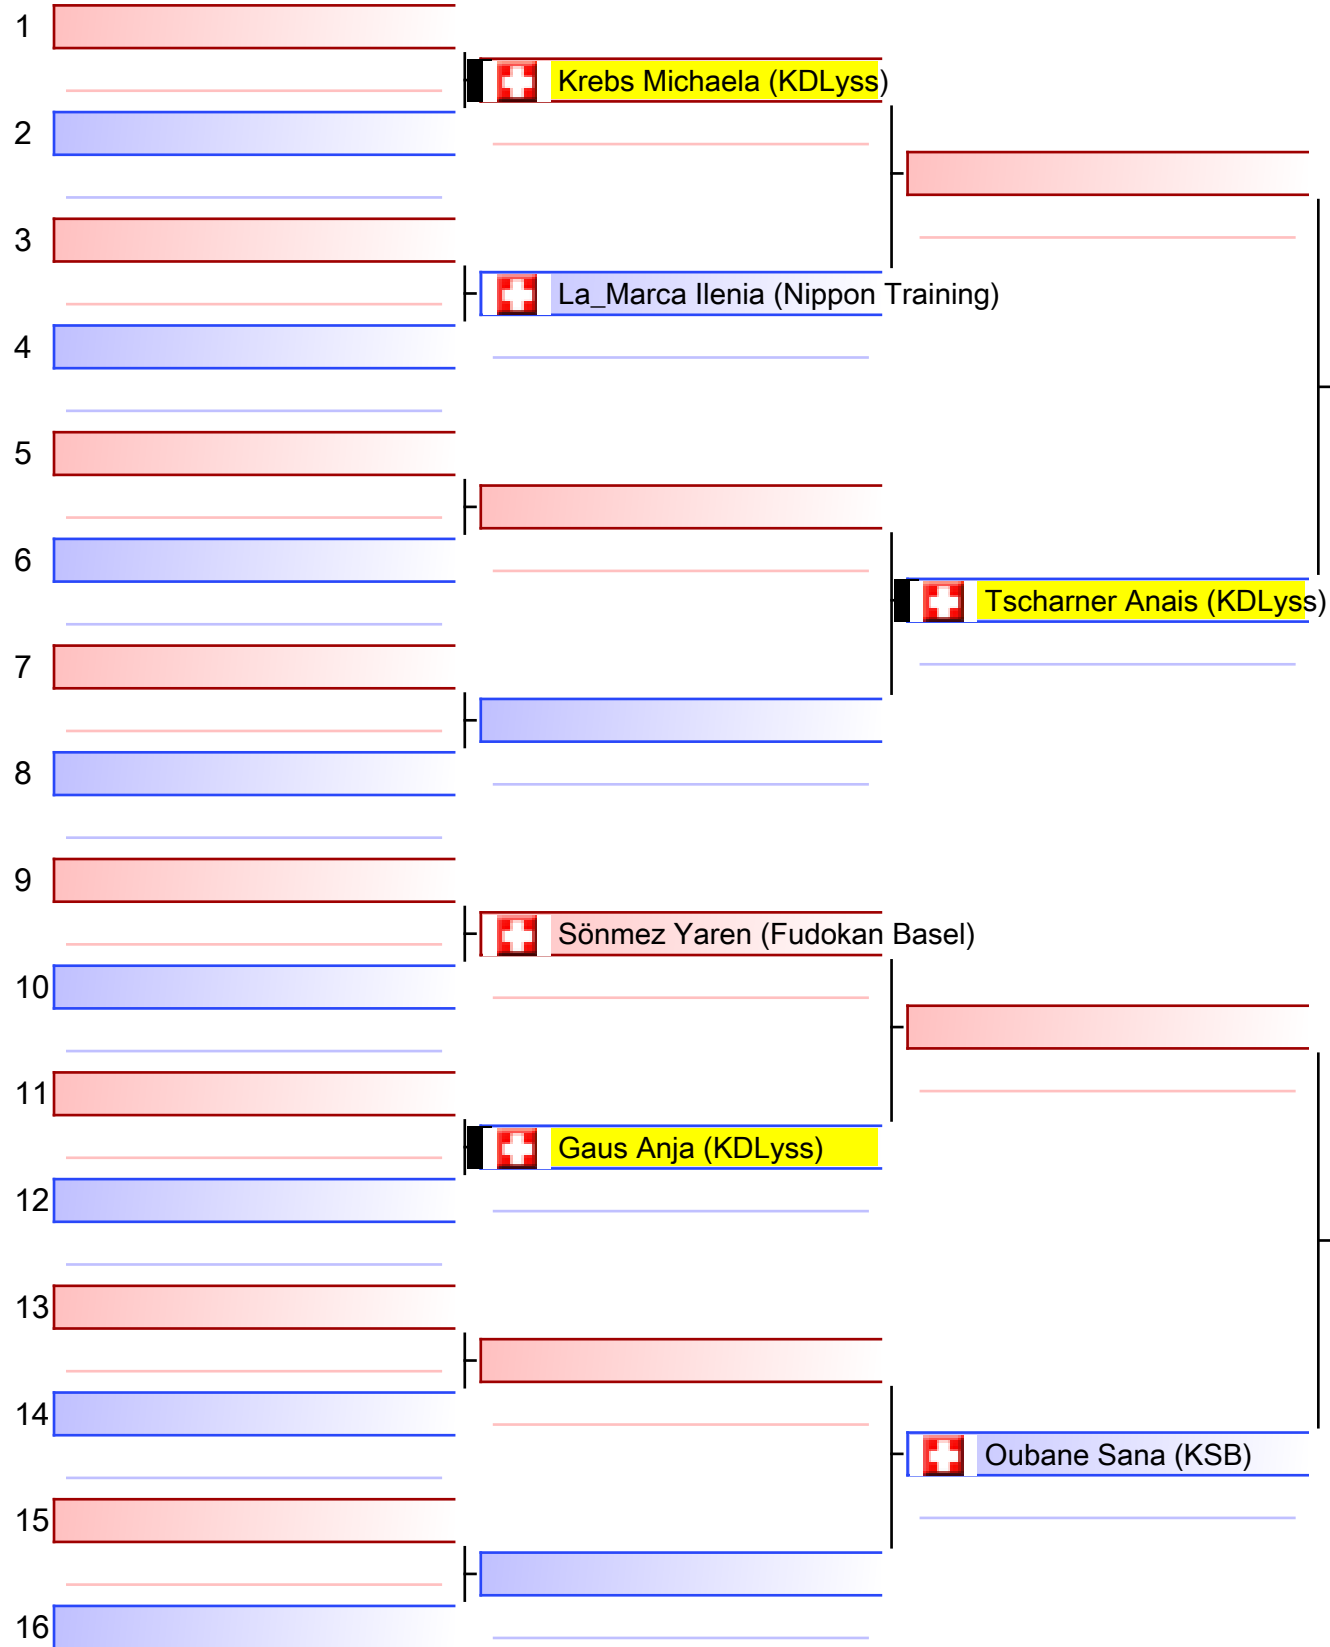 1
Krebs Michaela (KDLyss)
2
3
La_Marca Ilenia (Nippon Training)
4
5
6
Tscharner Anais (KDLyss)
7
8
9
Sönmez Yaren (Fudokan Basel)
10
11
Gaus Anja (KDLyss)
12
13
14
Oubane Sana (KSB)
15
16